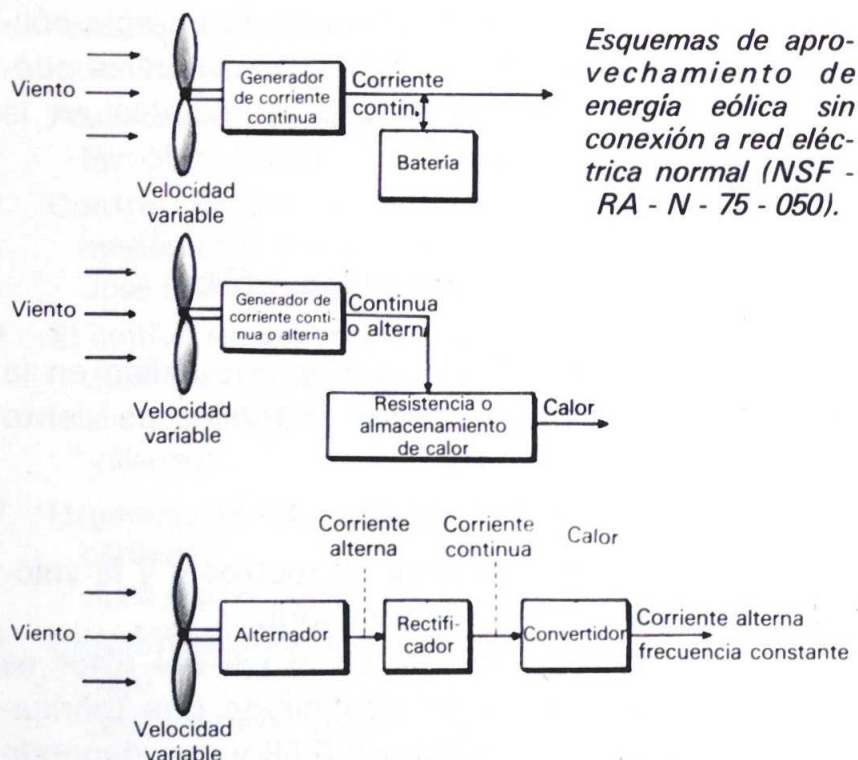 Esquemas de apro-
vechamiento de
energía eólica sin
conexión a red eléc-
trica normal (NSF -
RA - N - 75 - 050).
Viento
Velocidad
variable
Generador
de corriente
continua
Corriente
contin.
Batería
Viento
Velocidad
variable
Generador de
corriente conti-
nua o alterna
Continua
o altern
Resistencia o
almacenamiento
de calor
Calor
Viento
Velocidad
variable
Alternador
Corriente
alterna
Rectifi-
cador
Corriente
continua
Calor
Convertidor
Corriente alterna
frecuencia constante